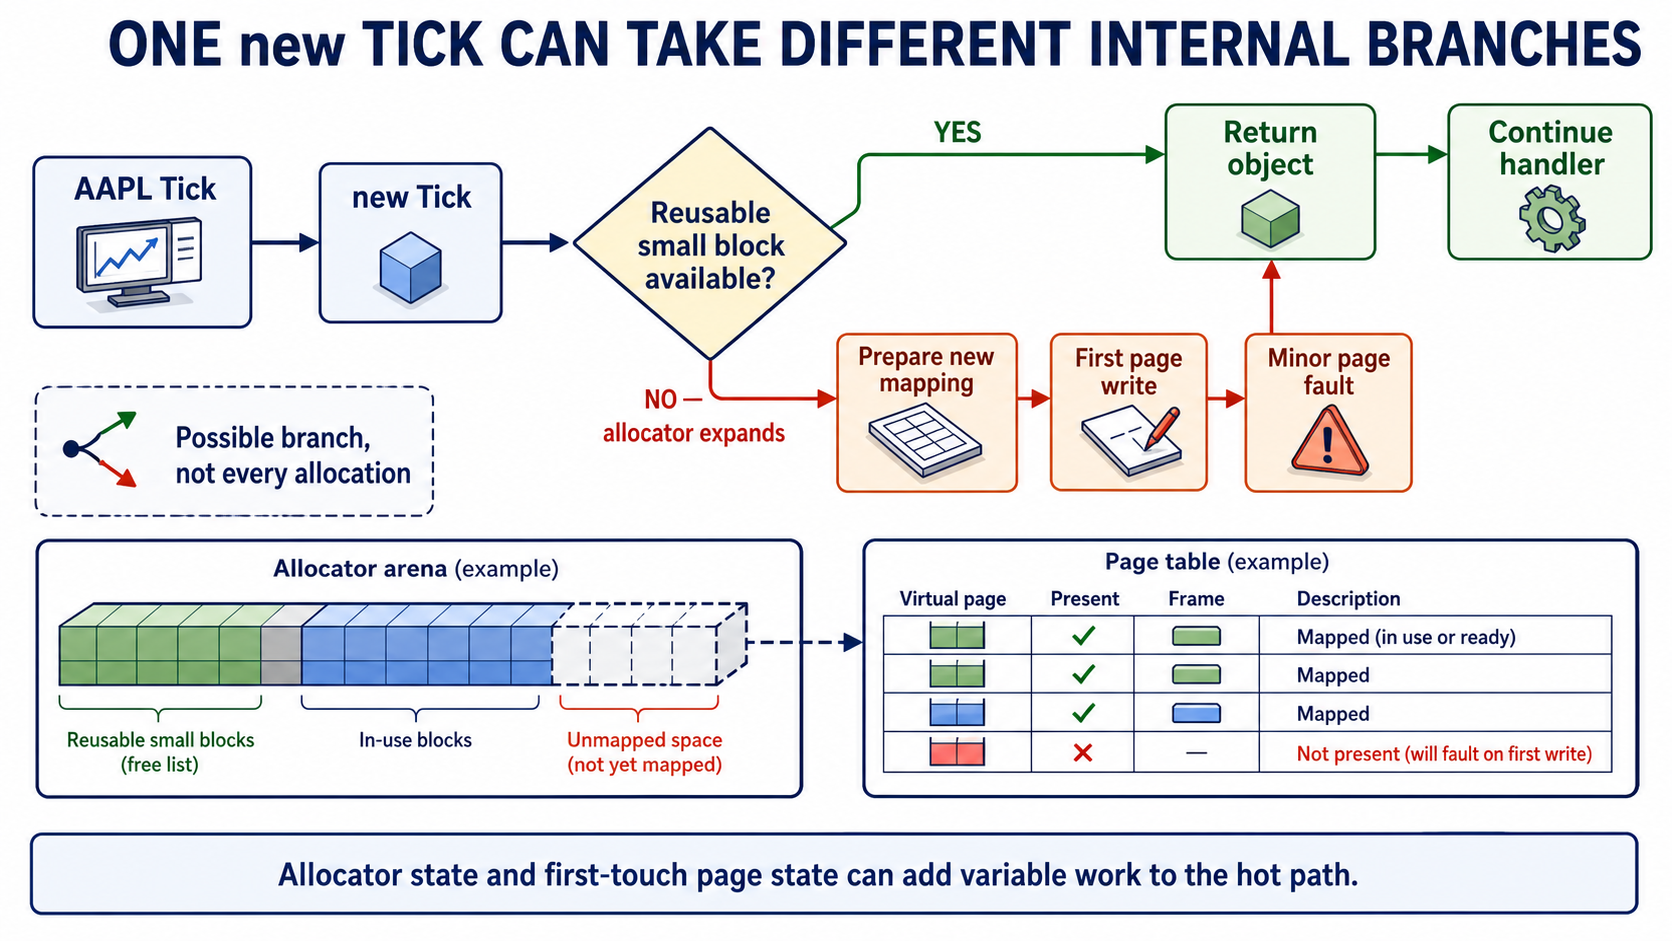 ONE new TICK CAN TAKE DIFFERENT INTERNAL BRANCHES
AAPL Tick
new Tick
Reusable
small block
available?
YES
Return
object
Continue
handler
NO —
allocator expands
Prepare new
mapping
First page
write
Minor page
fault
Possible branch,
not every allocation
Allocator arena (example)
Reusable small blocks
(free list)
In-use blocks
Unmapped space
(not yet mapped)
Page table (example)
Virtual page Present Frame Description
Mapped (in use or ready)
Mapped
Mapped
— Not present (will fault on first write)
Allocator state and first-touch page state can add variable work to the hot path.